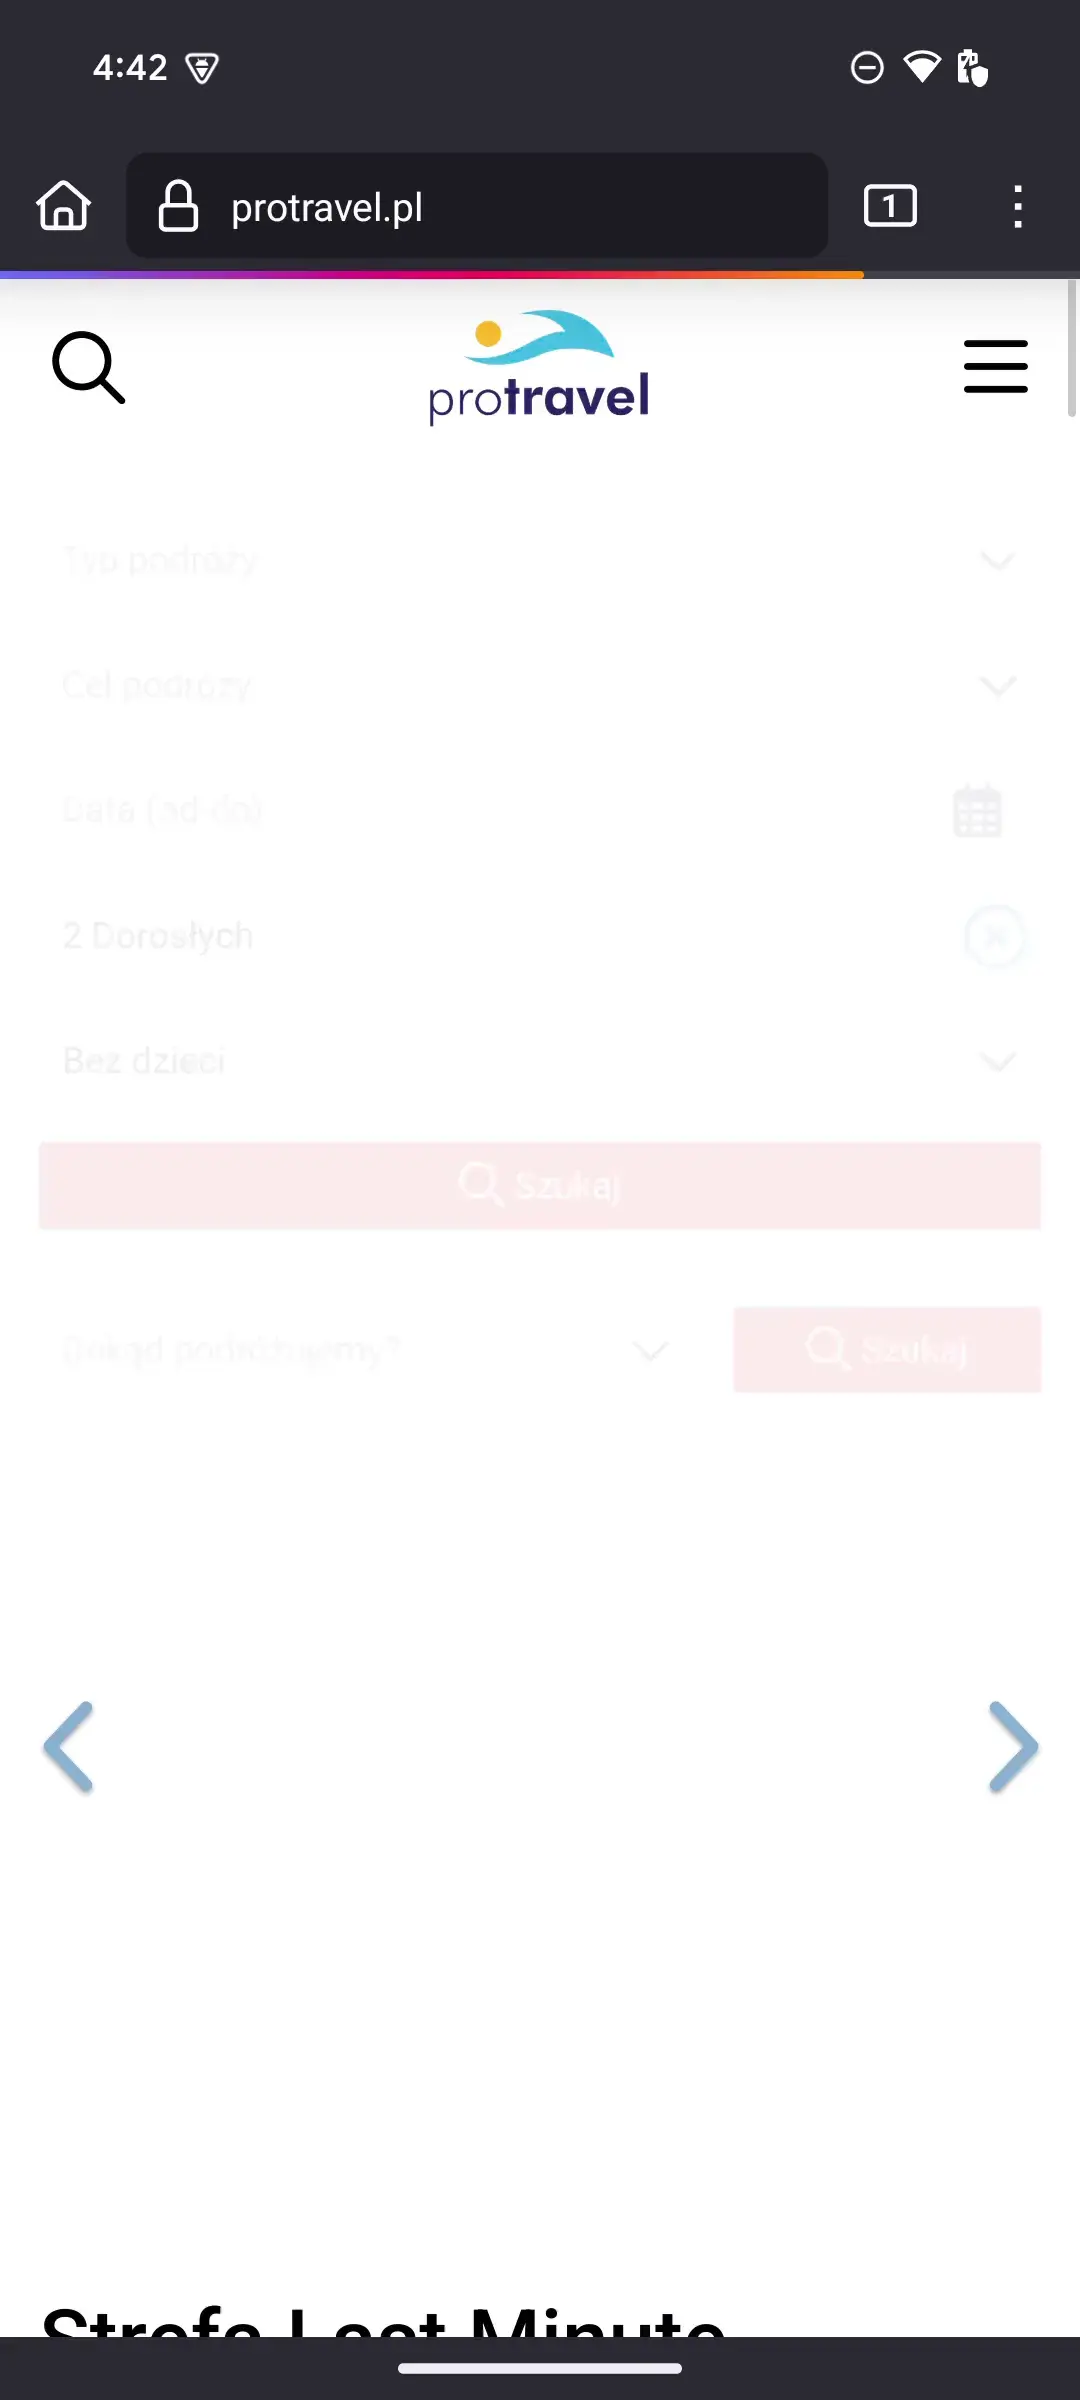 4:42
protravel.pl
1
protravel
Typ podróży
Cel podróży
Data (od-do)
2 Dorosłych
Bez dzieci
Szukaj
Dokąd podróżujemy?
Szukaj
Strefa Last Minute